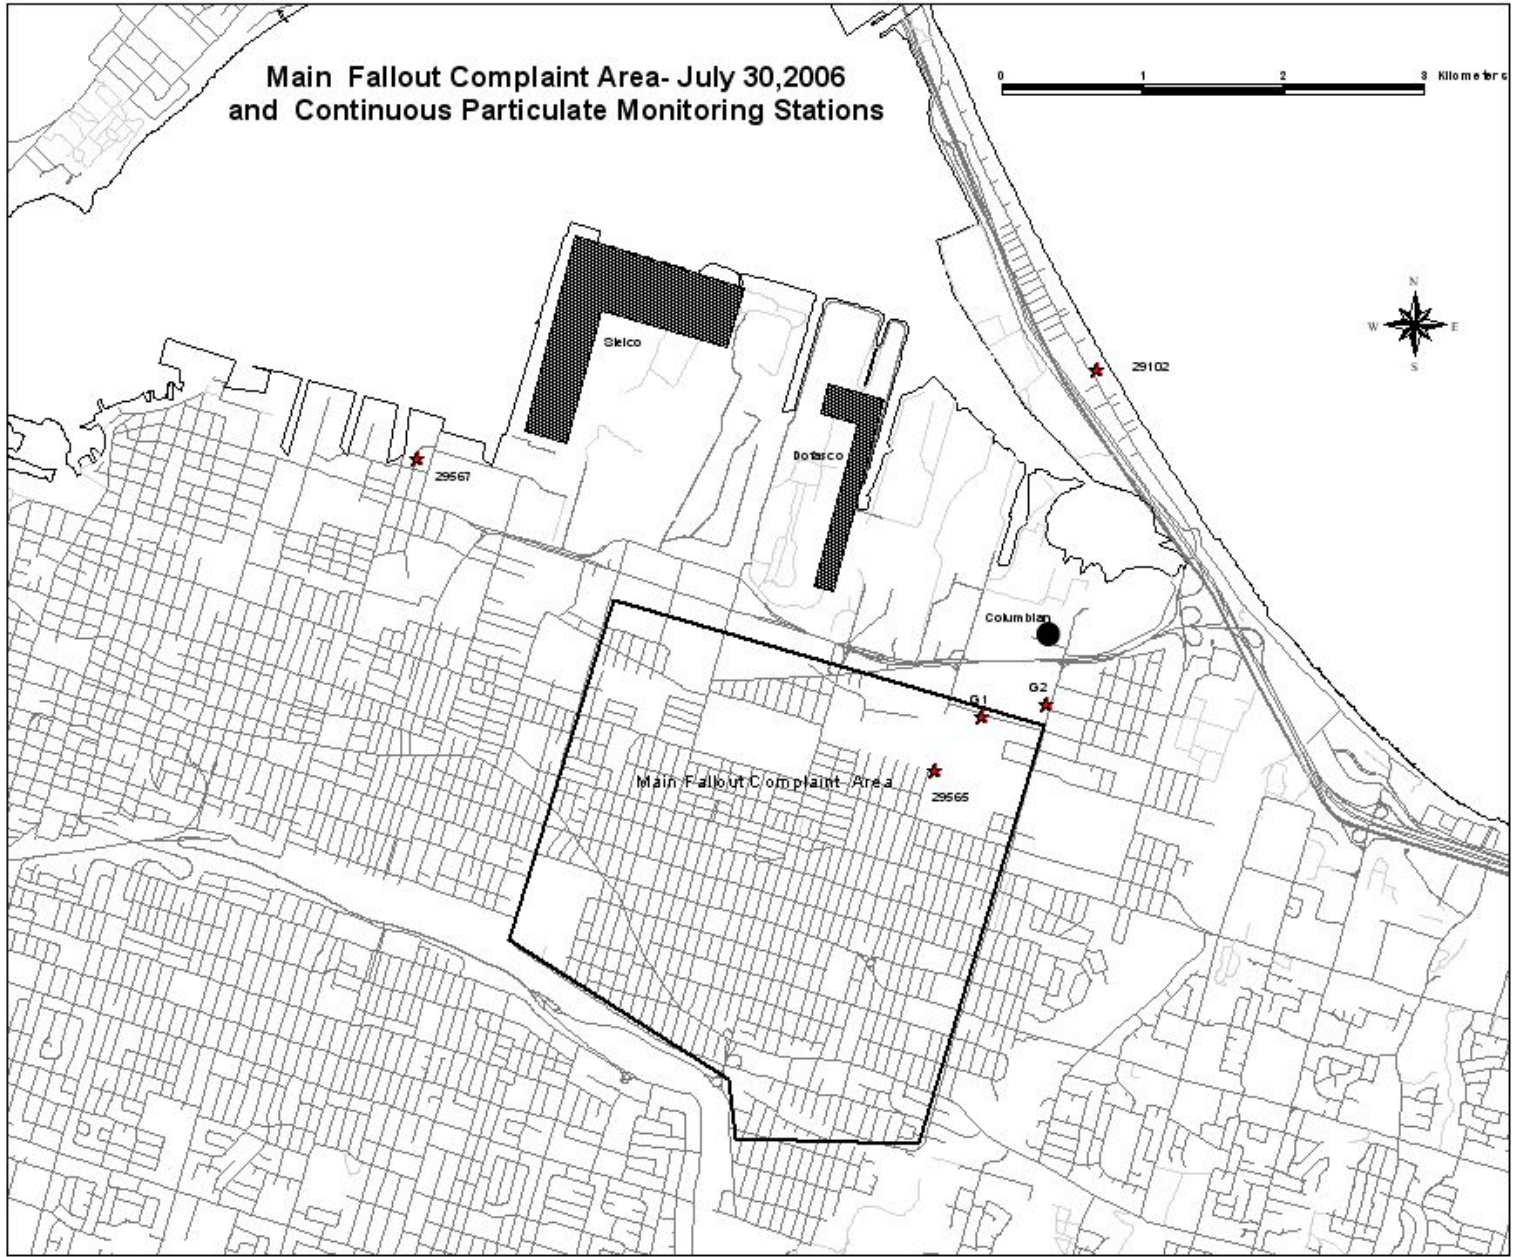 Main Fallout Complaint Area- July 30,2006
and Continuous Particulate Monitoring Stations
0 1 2 3 Kilometers
N
W E
S
Stelco
29102
Dofasco
29567
Columbian
G2
G1
Main Fallout Complaint Area
29565